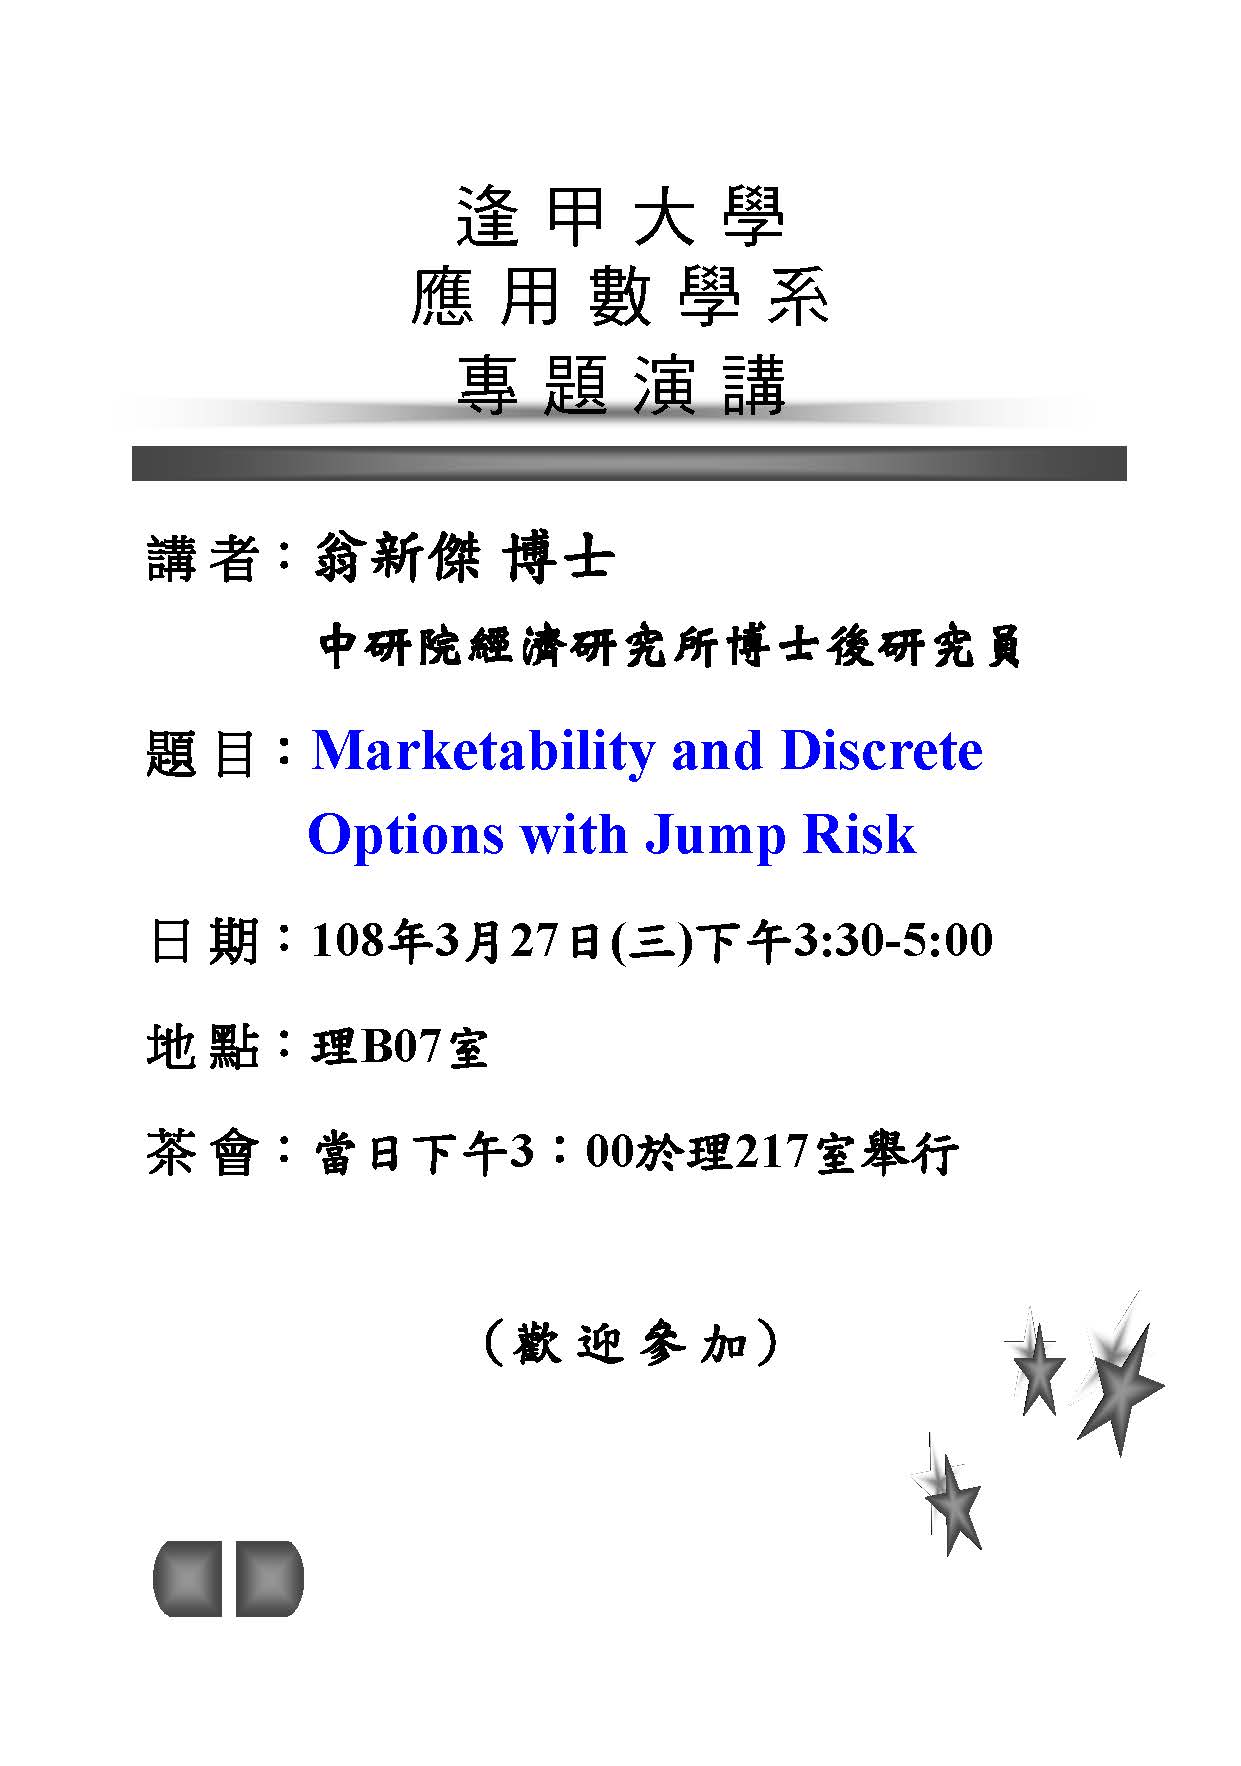 逢甲大學
應用數學系
專題演講
講者：翁新傑 博士
中研院經濟研究所博士後研究員
題目：Marketability and Discrete
Options with Jump Risk
日期：108年3月27日(三)下午3:30-5:00
地點：理B07室
茶會：當日下午3：00於理217室舉行
（歡迎參加）